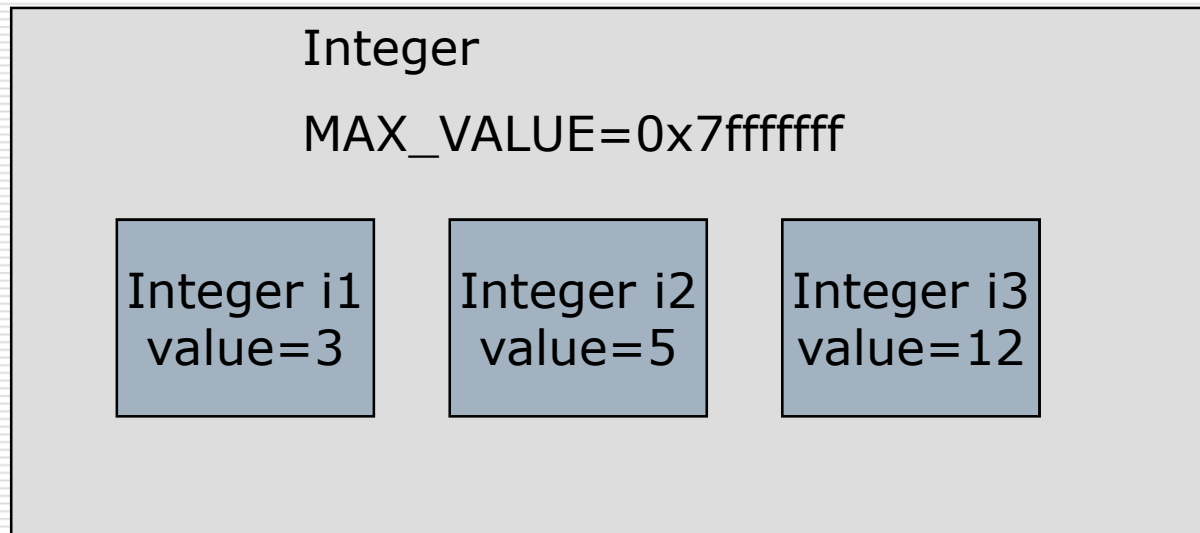 Integer
MAX_VALUE=0x7fffffff
Integer i1
value=3
Integer i2
value=5
Integer i3
value=12